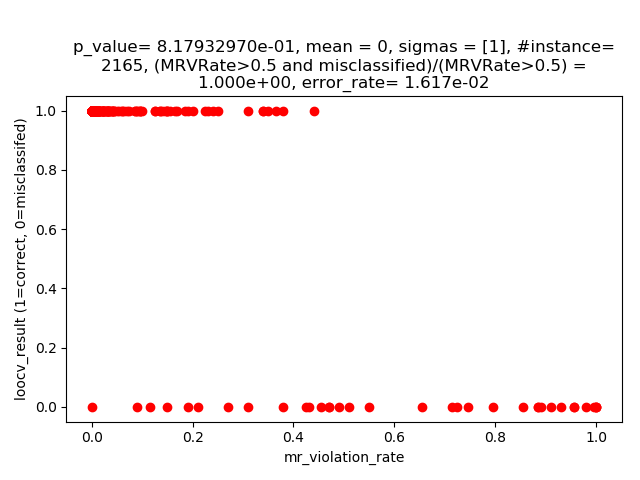 p_value= 8.17932970e-01, mean = 0, sigmas = [1], #instance=
2165, (MRVRate>0.5 and misclassified)/(MRVRate>0.5) =
1.000e+00, error_rate= 1.617e-02
1.0
0.8
0.6
0.4
0.2
0.0
loocv_result (1=correct, 0=misclassifed)
0.0 0.2 0.4 0.6 0.8 1.0
mr_violation_rate